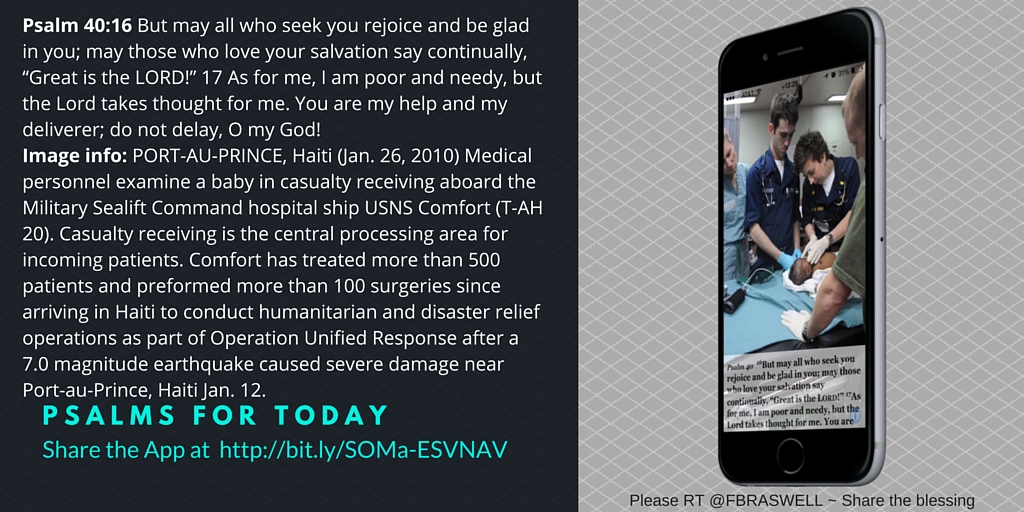 Psalm 40:16 But may all who seek you rejoice and be glad
in you; may those who love your salvation say continually,
“Great is the LORD!” 17 As for me, I am poor and needy, but
the Lord takes thought for me. You are my help and my
deliverer; do not delay, O my God!
Image info: PORT-AU-PRINCE, Haiti (Jan. 26, 2010) Medical
personnel examine a baby in casualty receiving aboard the
Military Sealift Command hospital ship USNS Comfort (T-AH
20). Casualty receiving is the central processing area for
incoming patients. Comfort has treated more than 500
patients and preformed more than 100 surgeries since
arriving in Haiti to conduct humanitarian and disaster relief
operations as part of Operation Unified Response after a
7.0 magnitude earthquake caused severe damage near
Port-au-Prince, Haiti Jan. 12.
PSALMS FOR TODAY
Share the App at http://bit.ly/SOMa-ESVNAV
31%
Psalm 40 16But may all who seek you
rejoice and be glad in you; may those
who love your salvation say
continually, “Great is the LORD!” 17As
for me, I am poor and needy, but the
Lord takes thought for me. You are
Please RT @FBRASWELL ~ Share the blessing